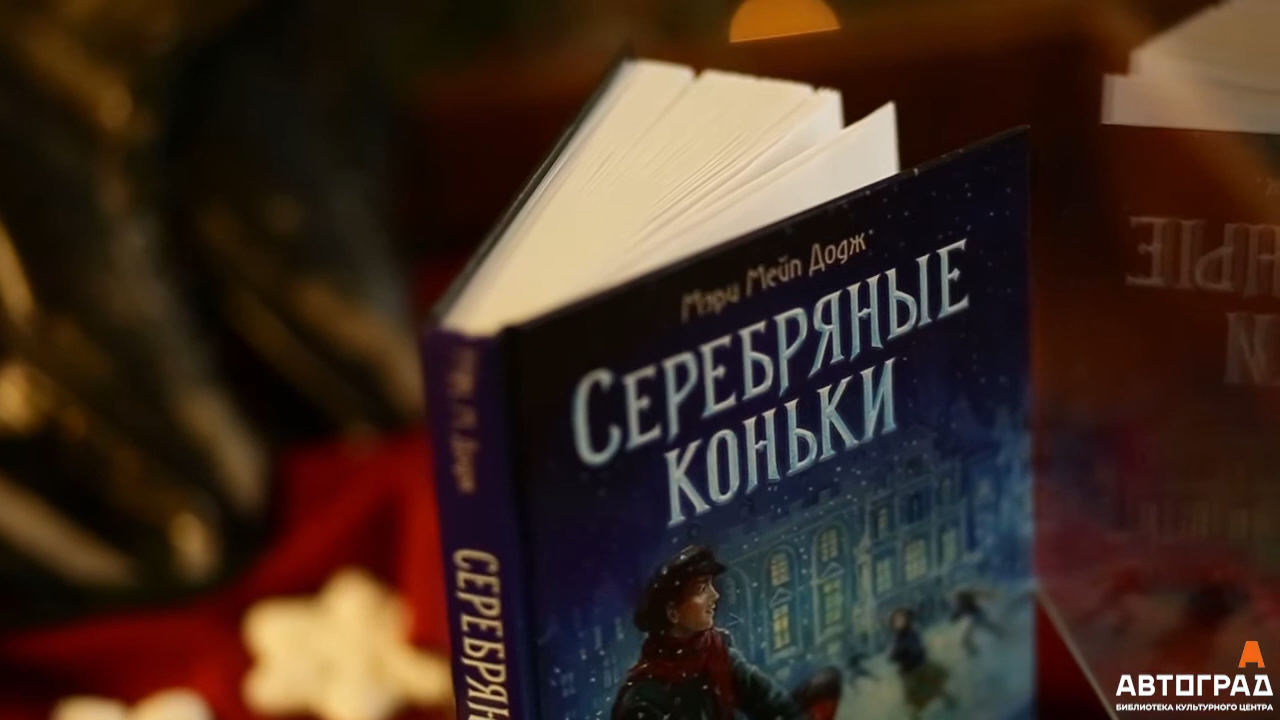 Мэри Мейп Додж
СЕРЕБРЯНЫЕ
КОНЬКИ
СЕРЕБРЯН
АВТОГРАД
БИБЛИОТЕКА КУЛЬТУРНОГО ЦЕНТРА